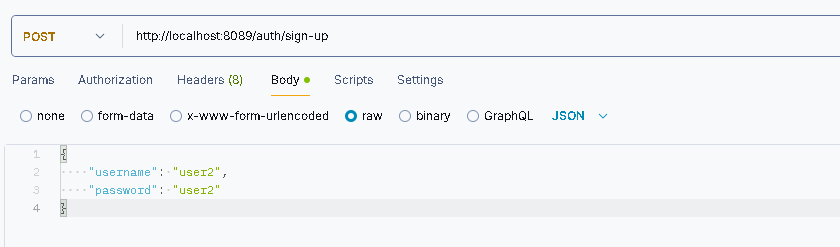 POST http://localhost:8089/auth/sign-up
Params Authorization Headers (8) Body Scripts Settings
none form-data x-www-form-urlencoded raw binary GraphQL JSON
1 {
2 "username": "user2",
3 "password": "user2"
4 }